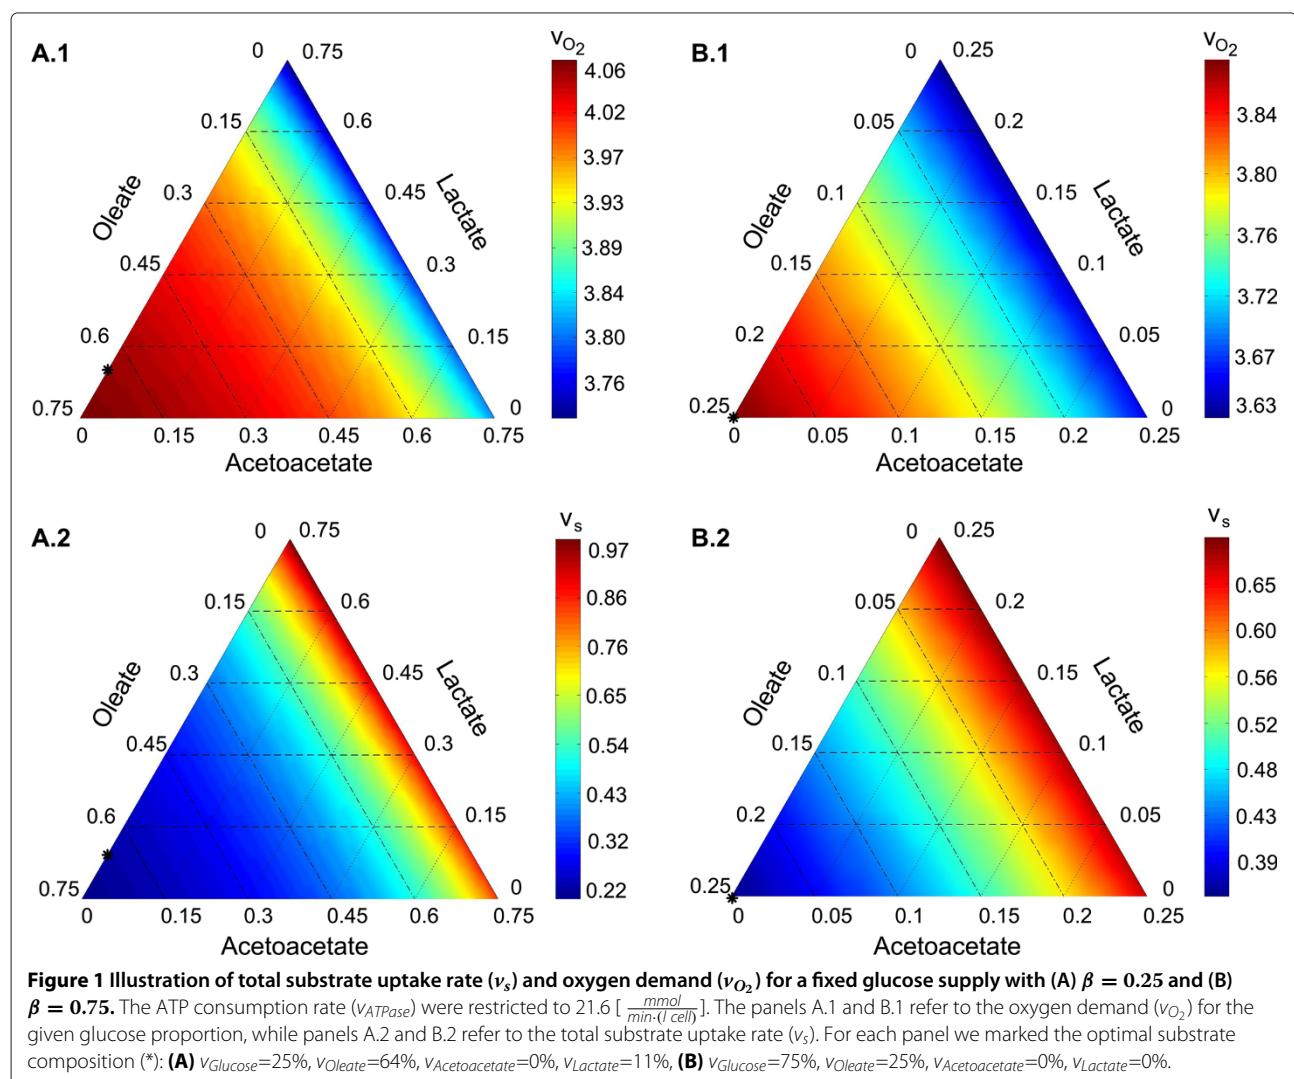 A.1
0
0.75
0.15
0.6
0.3
0.45
Oleate
Lactate
0.45
0.3
0.6
0.15
0.75
0
0 0.15 0.3 0.45 0.6 0.75
Acetoacetate
vO2
4.06
4.02
3.97
3.93
3.89
3.84
3.80
3.76
B.1
0
0.25
0.05
0.2
0.1
0.15
Oleate
Lactate
0.15
0.1
0.2
0.05
0.25
0
0 0.05 0.1 0.15 0.2 0.25
Acetoacetate
vO2
3.84
3.80
3.76
3.72
3.67
3.63
A.2
0
0.75
0.15
0.6
0.3
0.45
Oleate
Lactate
0.45
0.3
0.6
0.15
0.75
0
0 0.15 0.3 0.45 0.6 0.75
Acetoacetate
vs
0.97
0.86
0.76
0.65
0.54
0.43
0.32
0.22
B.2
0
0.25
0.05
0.2
0.1
0.15
Oleate
Lactate
0.15
0.1
0.2
0.05
0.25
0
0 0.05 0.1 0.15 0.2 0.25
Acetoacetate
vs
0.65
0.60
0.56
0.52
0.48
0.43
0.39
Figure 1 Illustration of total substrate uptake rate (νs) and oxygen demand (νO2) for a fixed glucose supply with (A) β = 0.25 and (B)
β = 0.75. The ATP consumption rate (vATPase) were restricted to 21.6 [ mmol / min·(l cell) ]. The panels A.1 and B.1 refer to the oxygen demand (vO2) for the
given glucose proportion, while panels A.2 and B.2 refer to the total substrate uptake rate (vs). For each panel we marked the optimal substrate
composition (*): (A) vGlucose=25%, vOleate=64%, vAcetoacetate=0%, vLactate=11%, (B) vGlucose=75%, vOleate=25%, vAcetoacetate=0%, vLactate=0%.